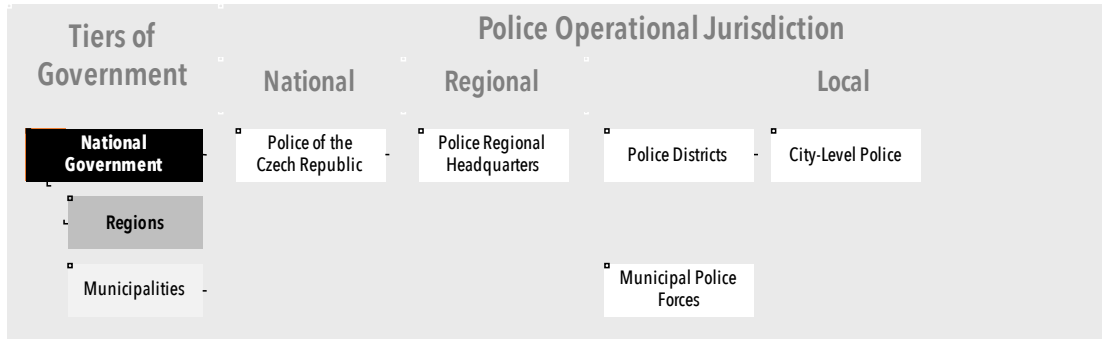 Tiers of
Government
Police Operational Jurisdiction
National
Regional
Local
National
Government
Police of the
Czech Republic
Police Regional
Headquarters
Police Districts
City-Level Police
Regions
Municipalities
Municipal Police
Forces